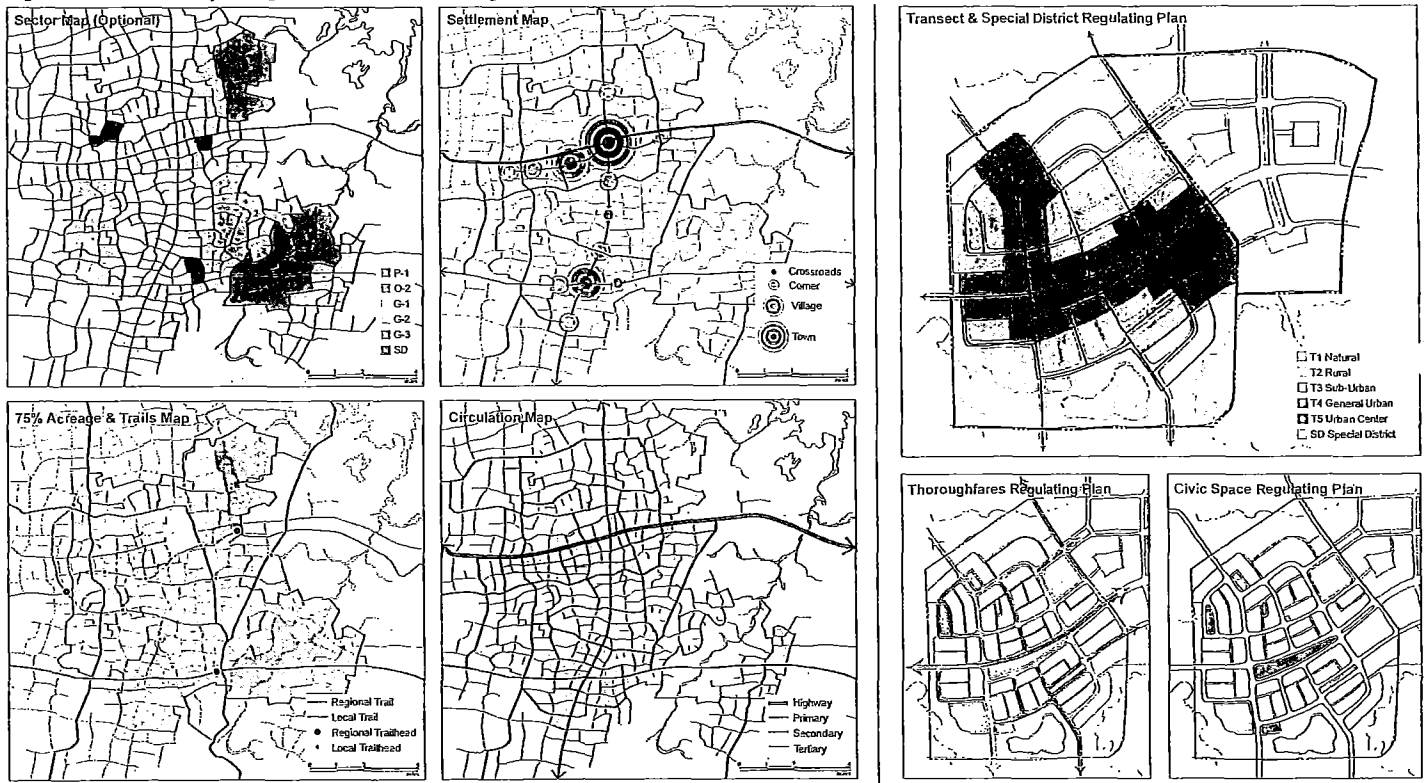 Sector Map (Optional)
P-1
O-2
G-1
G-2
G-3
SD
Settlement Map
Crossroads
Corner
Village
Town
75% Acreage & Trails Map
Regional Trail
Local Trail
Regional Trailhead
Local Trailhead
Circulation Map
Highway
Primary
Secondary
Tertiary
Transect & Special District Regulating Plan
T1 Natural
T2 Rural
T3 Sub-Urban
T4 General Urban
T5 Urban Center
SD Special District
Thoroughfares Regulating Plan
Civic Space Regulating Plan